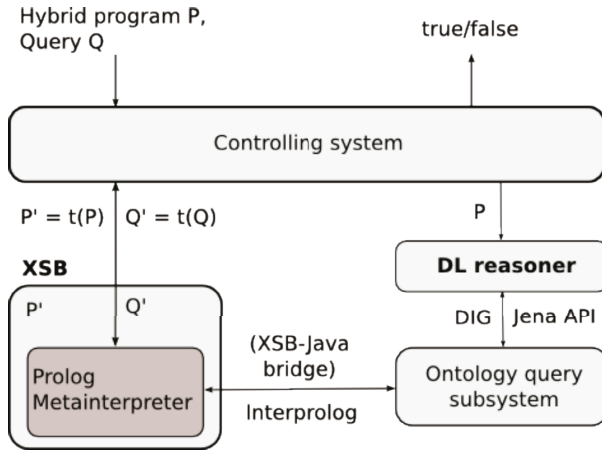 Hybrid program P,
Query Q
true/false
Controlling system
P' = t(P) Q' = t(Q)
P
XSB
DL reasoner
P' Q'
DIG Jena API
(XSB-Java
bridge)
Prolog
Metainterpreter
Interprolog
Ontology query
subsystem